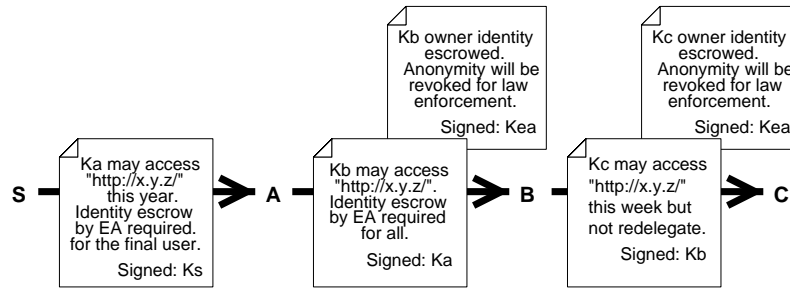 Kb owner identity
escrowed.
Anonymity will be
revoked for law
enforcement.
Signed: Kea
Kc owner identity
escrowed.
Anonymity will be
revoked for law
enforcement.
Signed: Kea
S
Ka may access
"http://x.y.z/"
this year.
Identity escrow
by EA required.
for the final user.
Signed: Ks
A
Kb may access
"http://x.y.z/".
Identity escrow
by EA required
for all.
Signed: Ka
B
Kc may access
"http://x.y.z/"
this week but
not redelegate.
Signed: Kb
C